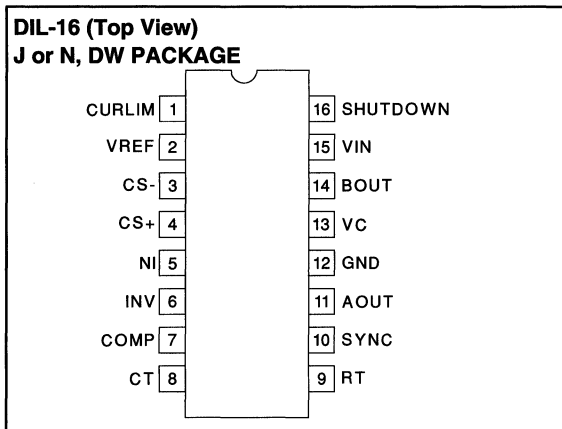 DIL-16 (Top View)
J or N, DW PACKAGE
CURLIM 1 16 SHUTDOWN
VREF 2 15 VIN
CS- 3 14 BOUT
CS+ 4 13 VC
NI 5 12 GND
INV 6 11 AOUT
COMP 7 10 SYNC
CT 8 9 RT